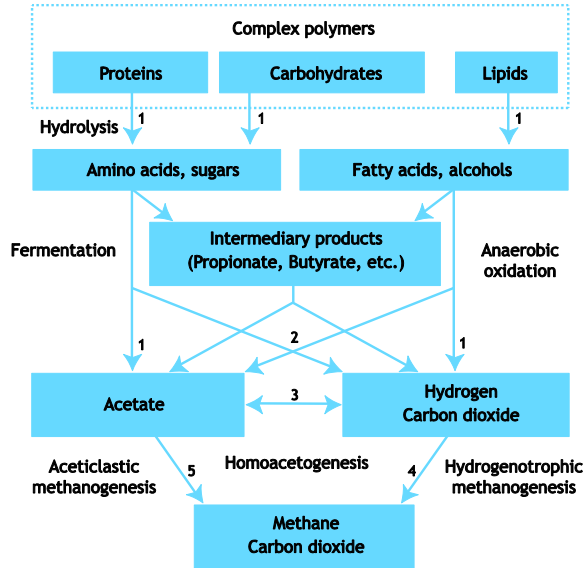 Complex polymers
Proteins
Carbohydrates
Lipids
1
1
1
Hydrolysis
Amino acids, sugars
Fatty acids, alcohols
Fermentation
Intermediary products
(Propionate, Butyrate, etc.)
Anaerobic
oxidation
1
2
1
Acetate
3
Hydrogen
Carbon dioxide
Aceticlastic
methanogenesis
5
Homoacetogenesis
4
Hydrogenotrophic
methanogenesis
Methane
Carbon dioxide